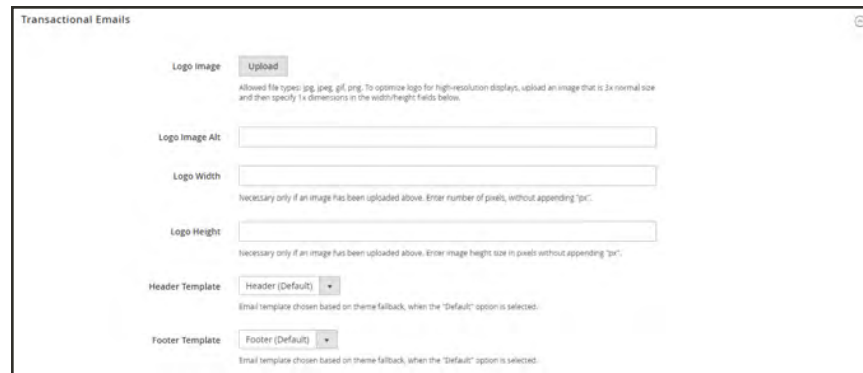 Transactional Emails
Logo Image
Upload
Allowed file types: jpg, jpeg, gif, png. To optimize logo for high-resolution displays, upload an image that is 3x normal size
and then specify 1x dimensions in the width/height fields below.
Logo Image Alt
Logo Width
Necessary only if an image has been uploaded above. Enter number of pixels, without appending "px".
Logo Height
Necessary only if an image has been uploaded above. Enter image height size in pixels without appending "px".
Header Template
Header (Default)
Email template chosen based on theme fallback, when the "Default" option is selected.
Footer Template
Footer (Default)
Email template chosen based on theme fallback, when the "Default" option is selected.